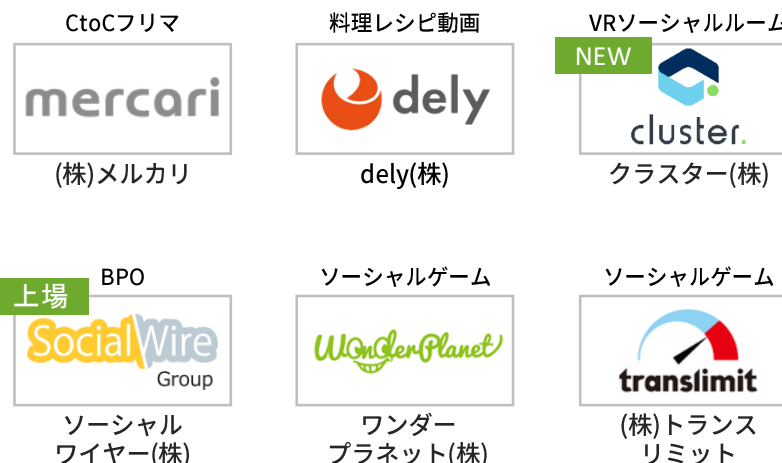 CtoCフリマ
mercari
(株)メルカリ
料理レシピ動画
dely
dely(株)
VRソーシャルルーム
NEW
cluster.
クラスター(株)
BPO
上場
SocialWire
Group
ソーシャル
ワイヤー(株)
ソーシャルゲーム
WonderPlanet
ワンダー
プラネット(株)
ソーシャルゲーム
translimit
(株)トランス
リミット